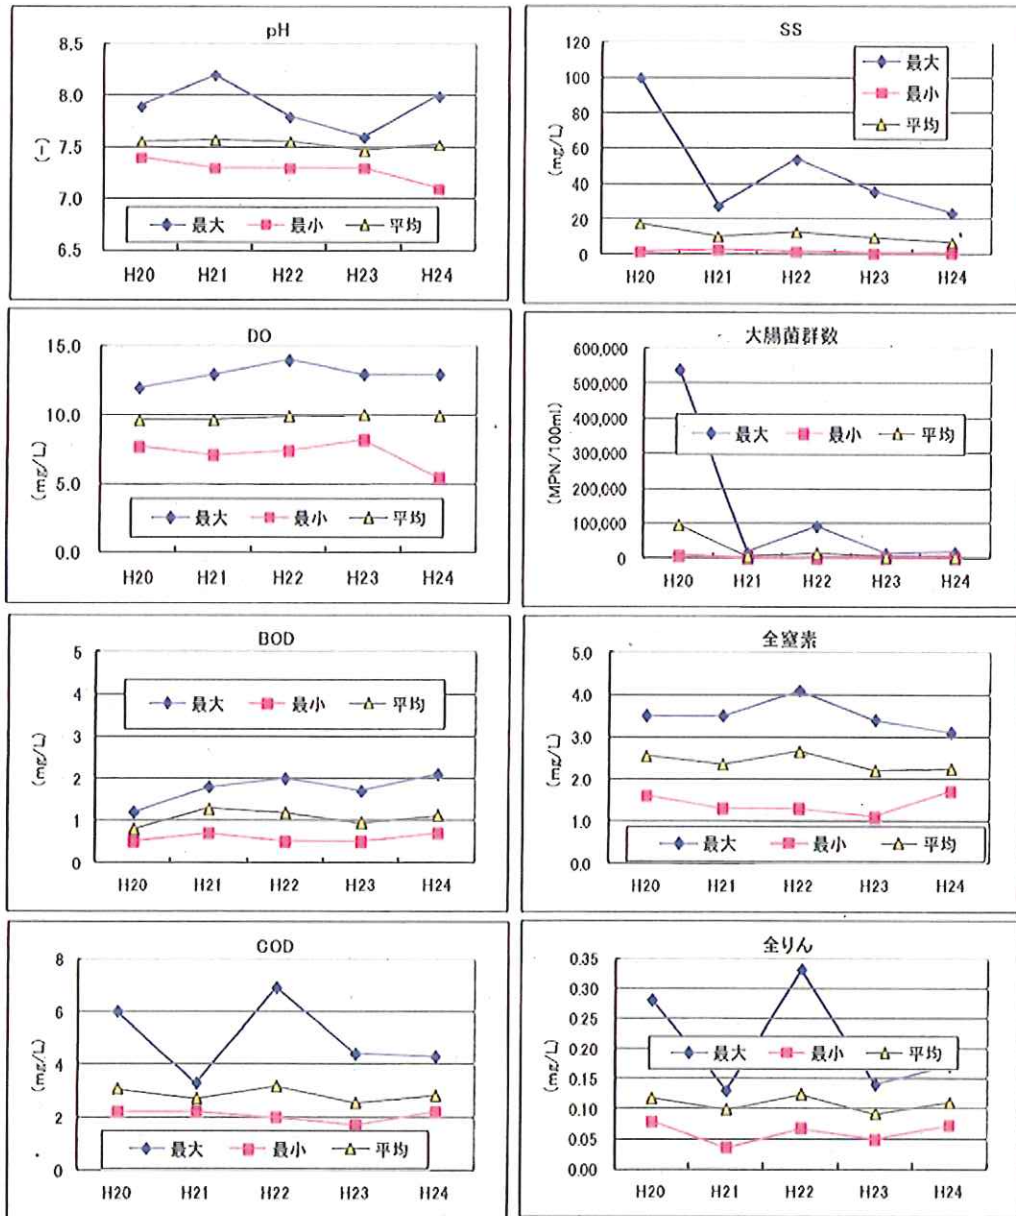 pH
8.5
8.0
7.5
7.0
6.5
(-)
最大 最小 平均
H20 H21 H22 H23 H24
SS
120
100
80
60
40
20
0
(mg/L)
最大
最小
平均
H20 H21 H22 H23 H24
DO
15.0
10.0
5.0
0.0
(mg/L)
最大 最小 平均
H20 H21 H22 H23 H24
大腸菌群数
600,000
500,000
400,000
300,000
200,000
100,000
0
(MPN/100ml)
最大 最小 平均
H20 H21 H22 H23 H24
BOD
5
4
3
2
1
0
(mg/L)
最大 最小 平均
H20 H21 H22 H23 H24
全窒素
5.0
4.0
3.0
2.0
1.0
0.0
(mg/L)
最大 最小 平均
H20 H21 H22 H23 H24
COD
8
6
4
2
0
(mg/L)
最大 最小 平均
H20 H21 H22 H23 H24
全りん
0.35
0.30
0.25
0.20
0.15
0.10
0.05
0.00
(mg/L)
最大 最小 平均
H20 H21 H22 H23 H24